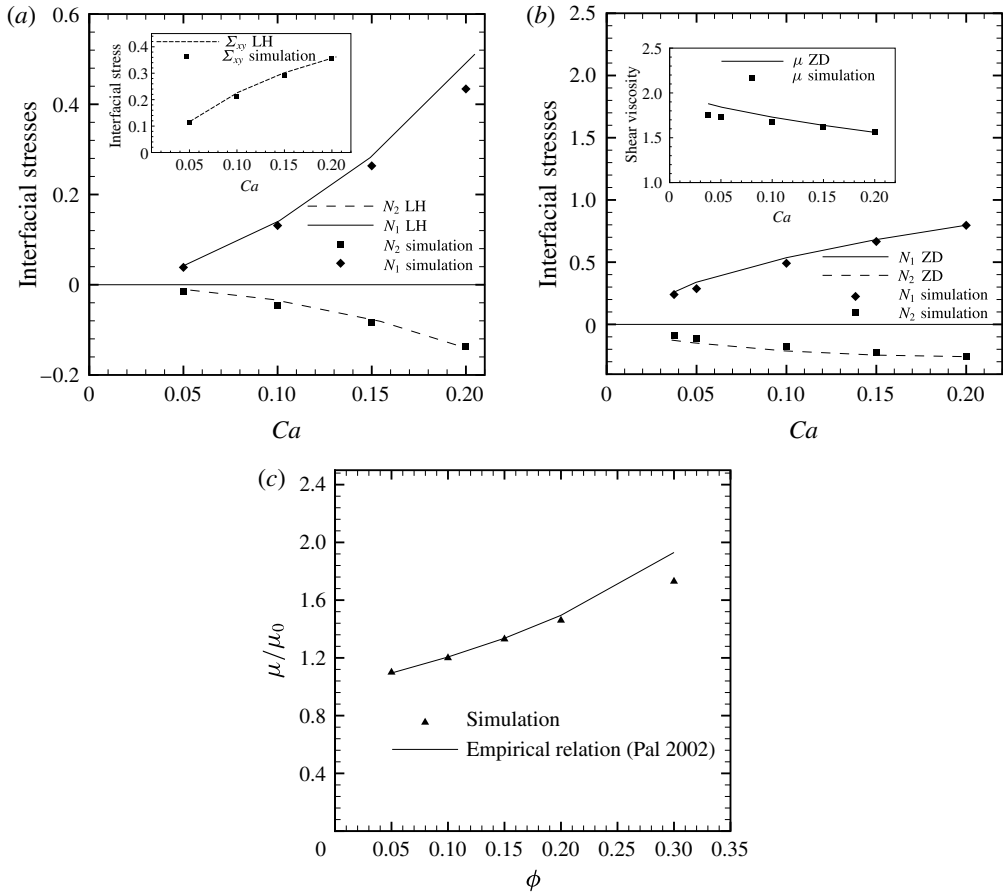 (a)
0.6
0.4
0.2
0
−0.2
Interfacial stresses
0
0.05
0.10
0.15
0.20
Ca
N2 LH
N1 LH
N2 simulation
N1 simulation
0.4
0.3
0.2
0.1
0
Interfacial stress
Σxy LH
Σxy simulation
0.05
0.10
0.15
0.20
Ca
(b)
2.5
2.0
1.5
1.0
0.5
0
Interfacial stresses
0
0.05
0.10
0.15
0.20
Ca
N1 ZD
N2 ZD
N1 simulation
N2 simulation
2.5
2.0
1.5
1.0
Shear viscosity
μ ZD
μ simulation
0
0.05
0.10
0.15
0.20
Ca
(c)
2.4
2.0
1.6
1.2
0.8
0.4
μ/μ0
Simulation
Empirical relation (Pal 2002)
0
0.05
0.10
0.15
0.20
0.25
0.30
0.35
ϕ